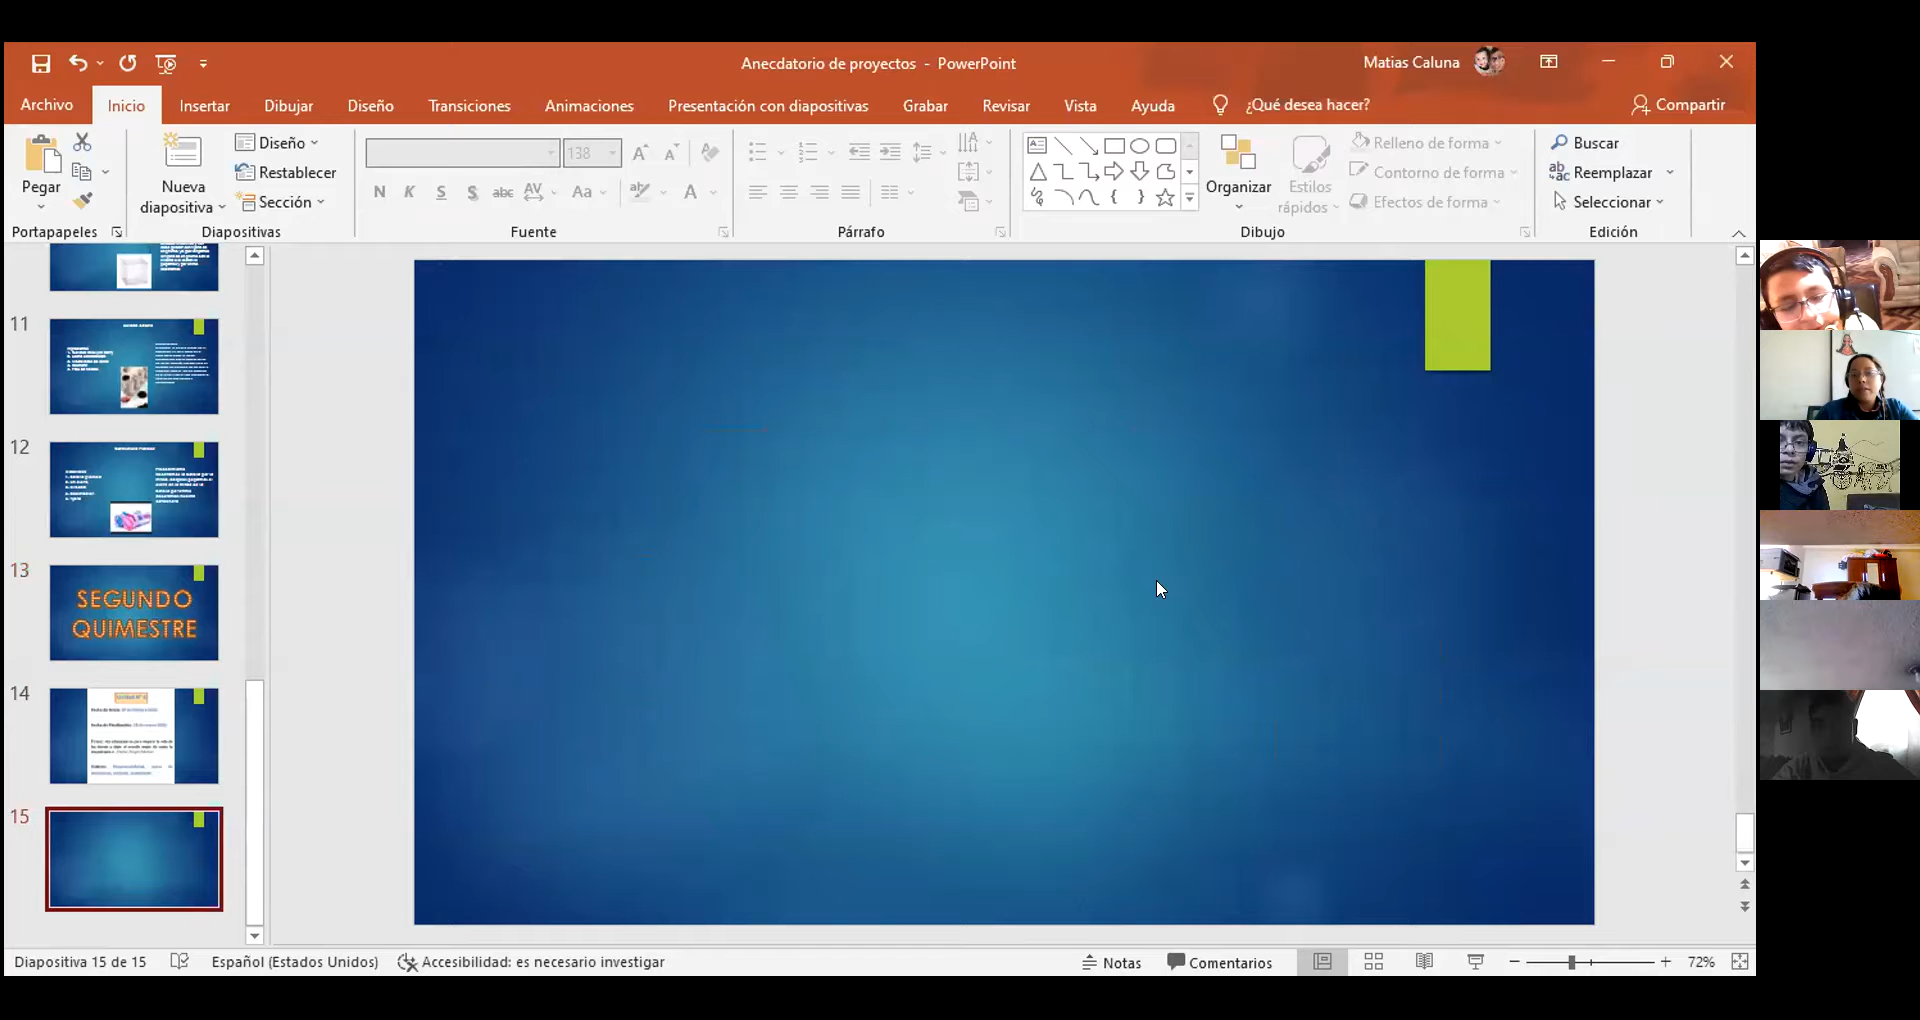 Anecdatorio de proyectos - PowerPoint
Matias Caluna
Archivo Inicio Insertar Dibujar Diseño Transiciones Animaciones Presentación con diapositivas Grabar Revisar Vista Ayuda ¿Qué desea hacer? Compartir
Pegar
Portapapeles
Nueva diapositiva
Diseño
Restablecer
Sección
Diapositivas
138
N K S S abc AV Aa A
Fuente
Párrafo
Organizar
Estilos rápidos
Relleno de forma
Contorno de forma
Efectos de forma
Dibujo
Buscar
Reemplazar
Seleccionar
Edición
11
12
13
SEGUNDO
QUIMESTRE
14
15
Diapositiva 15 de 15 Español (Estados Unidos) Accesibilidad: es necesario investigar Notas Comentarios 72%